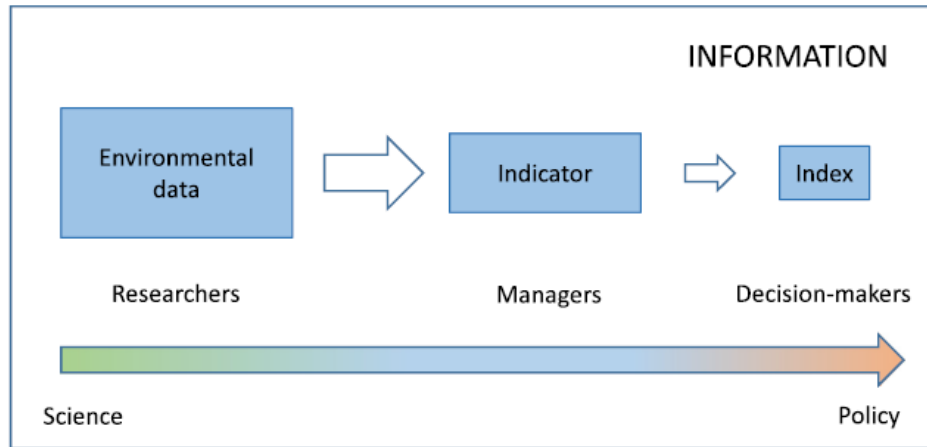 INFORMATION
Environmental
data
Indicator
Index
Researchers
Managers
Decision-makers
Science
Policy